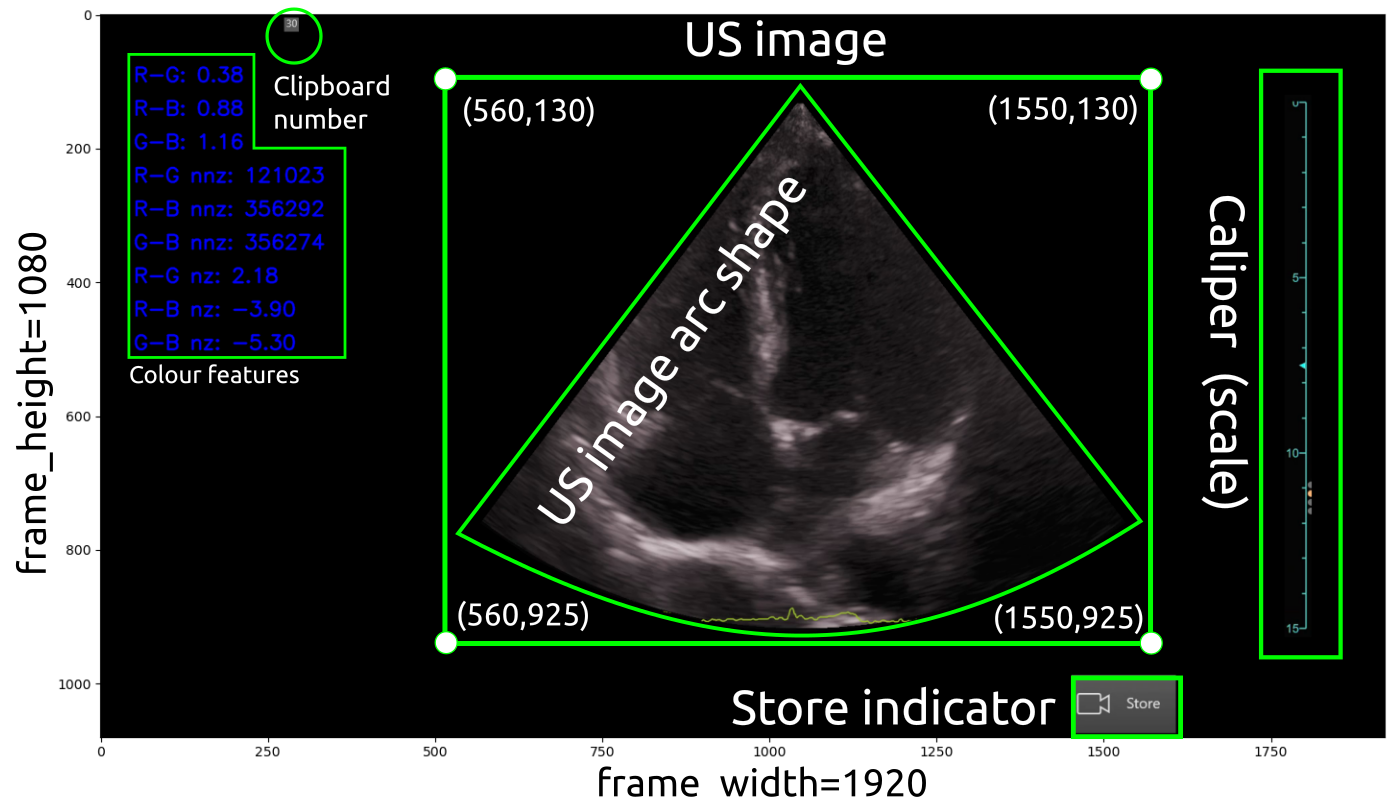 US image
30
Clipboard
number
R-G: 0.38
R-B: 0.88
G-B: 1.16
R-G nnz: 121023
R-B nnz: 356292
G-B nnz: 356274
R-G nz: 2.18
R-B nz: -3.90
G-B nz: -5.30
Colour features
(560,130)
(1550,130)
US image arc shape
(560,925)
(1550,925)
Caliper (scale)
0
5
10
15
Store indicator
Store
frame_height=1080
0
200
400
600
800
1000
0
250
500
750
1000
1250
1500
1750
frame_width=1920